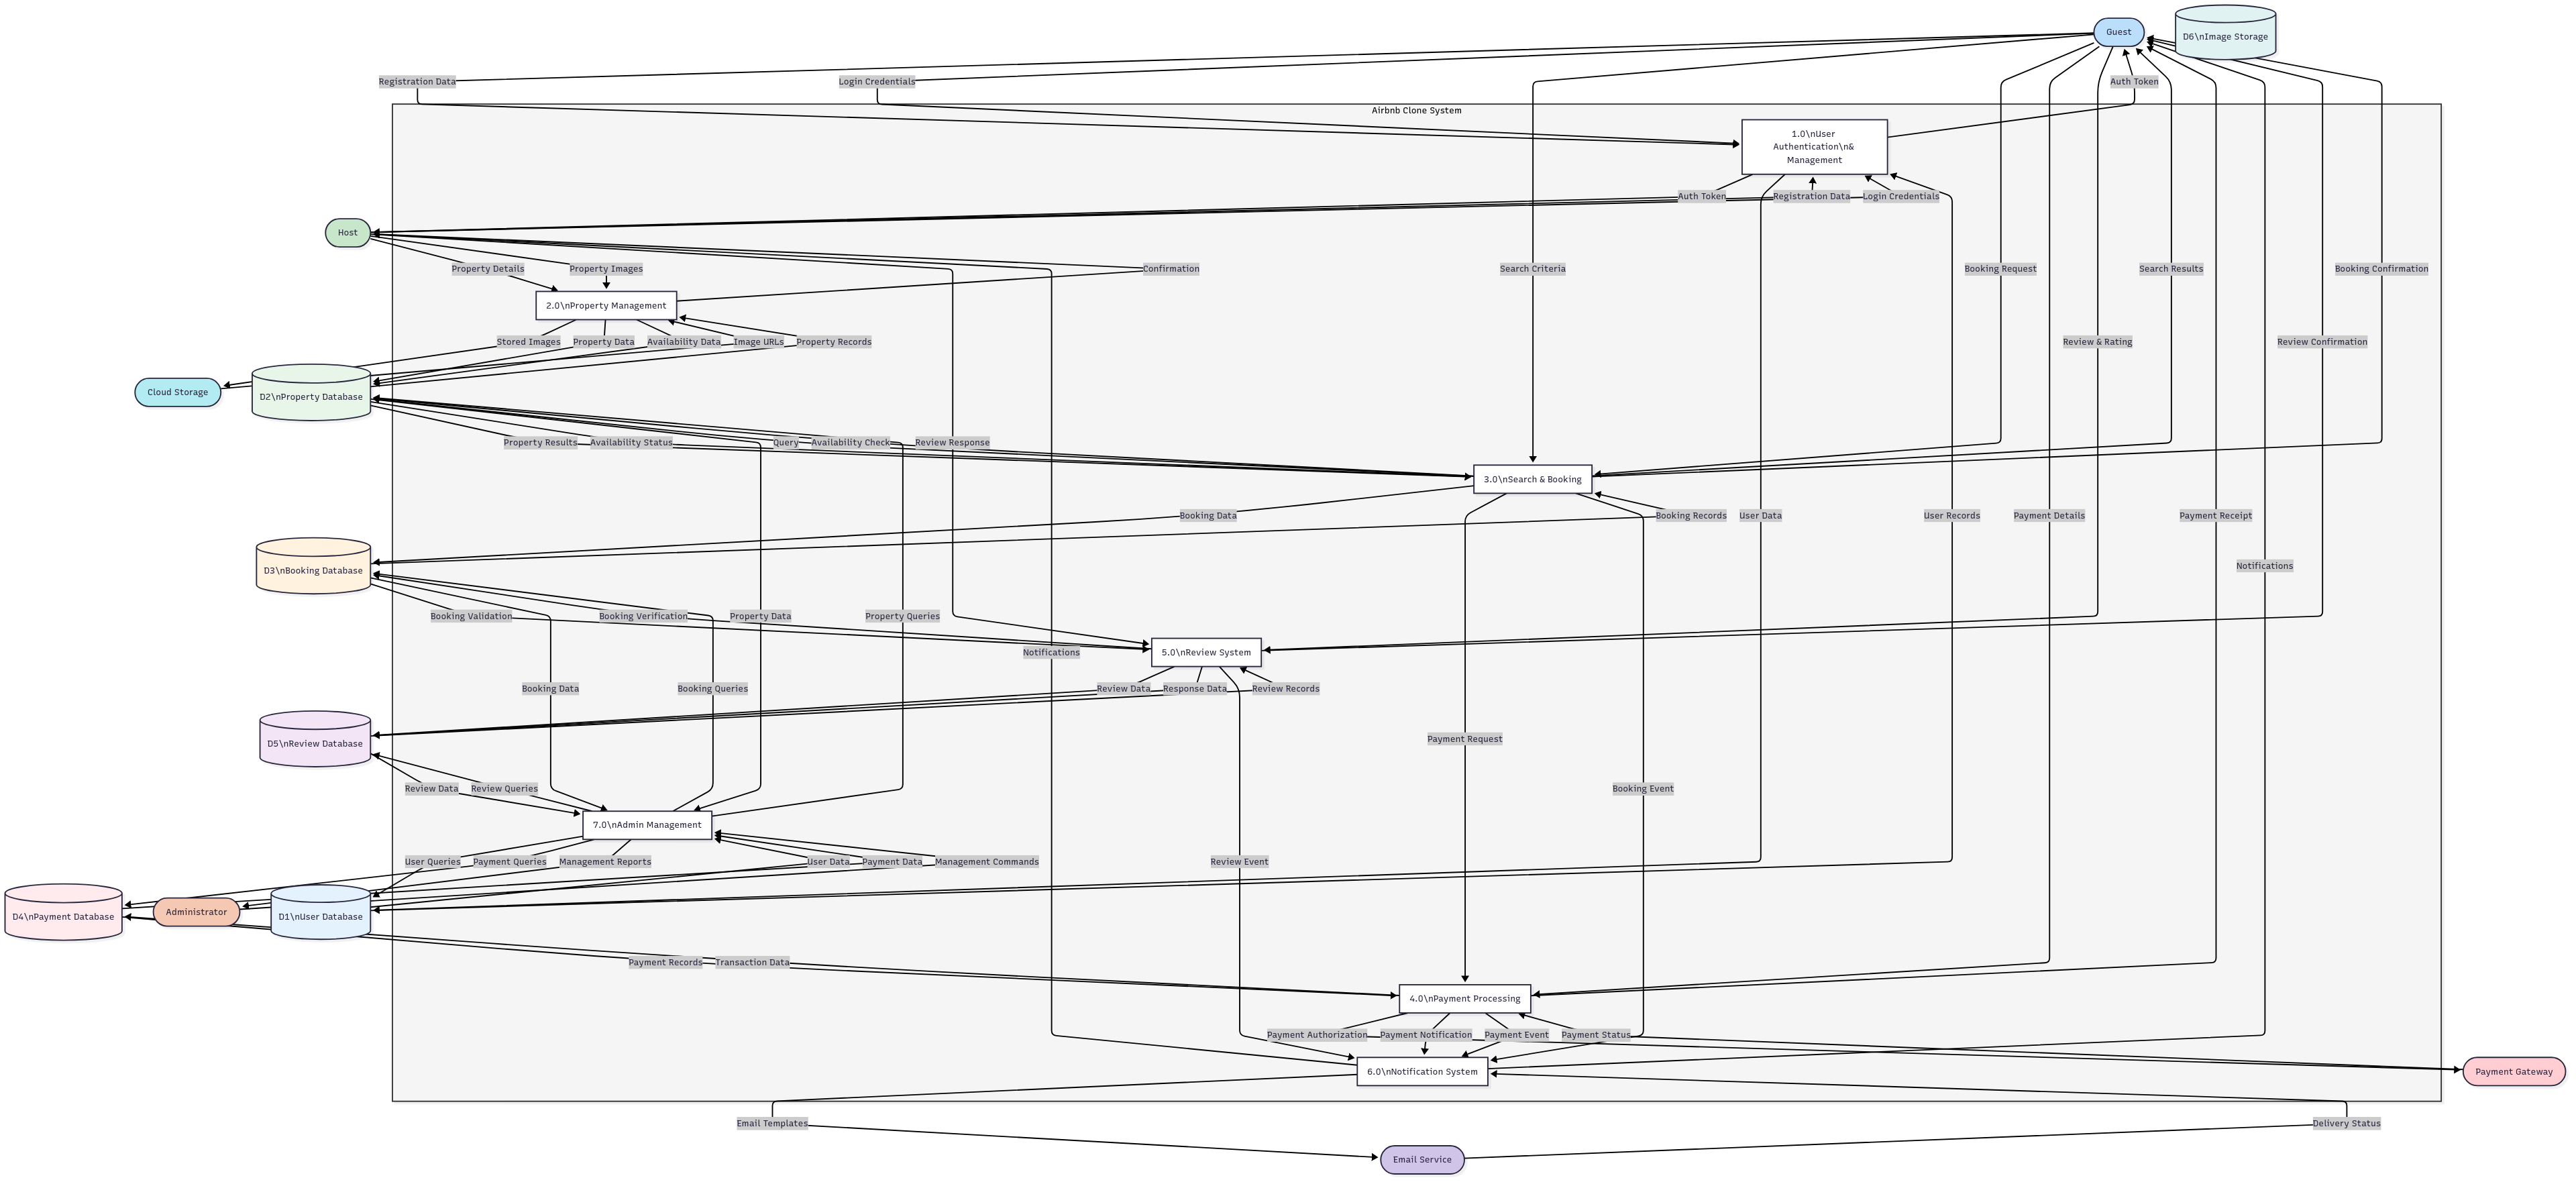 Guest
D6\nImage Storage
Registration Data
Login Credentials
Auth Token
Airbnb Clone System
1.0\nUser
Authentication\n&
Management
Auth Token
Registration Data
Login Credentials
Host
Property Details
Property Images
Confirmation
Search Criteria
Booking Request
Search Results
Booking Confirmation
2.0\nProperty Management
Stored Images
Property Data
Availability Data
Image URLs
Property Records
Review & Rating
Review Confirmation
Cloud Storage
D2\nProperty Database
Property Results
Availability Status
Query
Availability Check
Review Response
3.0\nSearch & Booking
Booking Data
Booking Records
User Data
User Records
Payment Details
Payment Receipt
D3\nBooking Database
Notifications
Booking Validation
Booking Verification
Property Data
Property Queries
Notifications
5.0\nReview System
Booking Data
Booking Queries
Review Data
Response Data
Review Records
D5\nReview Database
Payment Request
Review Data
Review Queries
Booking Event
7.0\nAdmin Management
User Queries
Payment Queries
Management Reports
User Data
Payment Data
Management Commands
Review Event
D4\nPayment Database
Administrator
D1\nUser Database
Payment Records
Transaction Data
4.0\nPayment Processing
Payment Authorization
Payment Notification
Payment Event
Payment Status
6.0\nNotification System
Payment Gateway
Email Templates
Delivery Status
Email Service